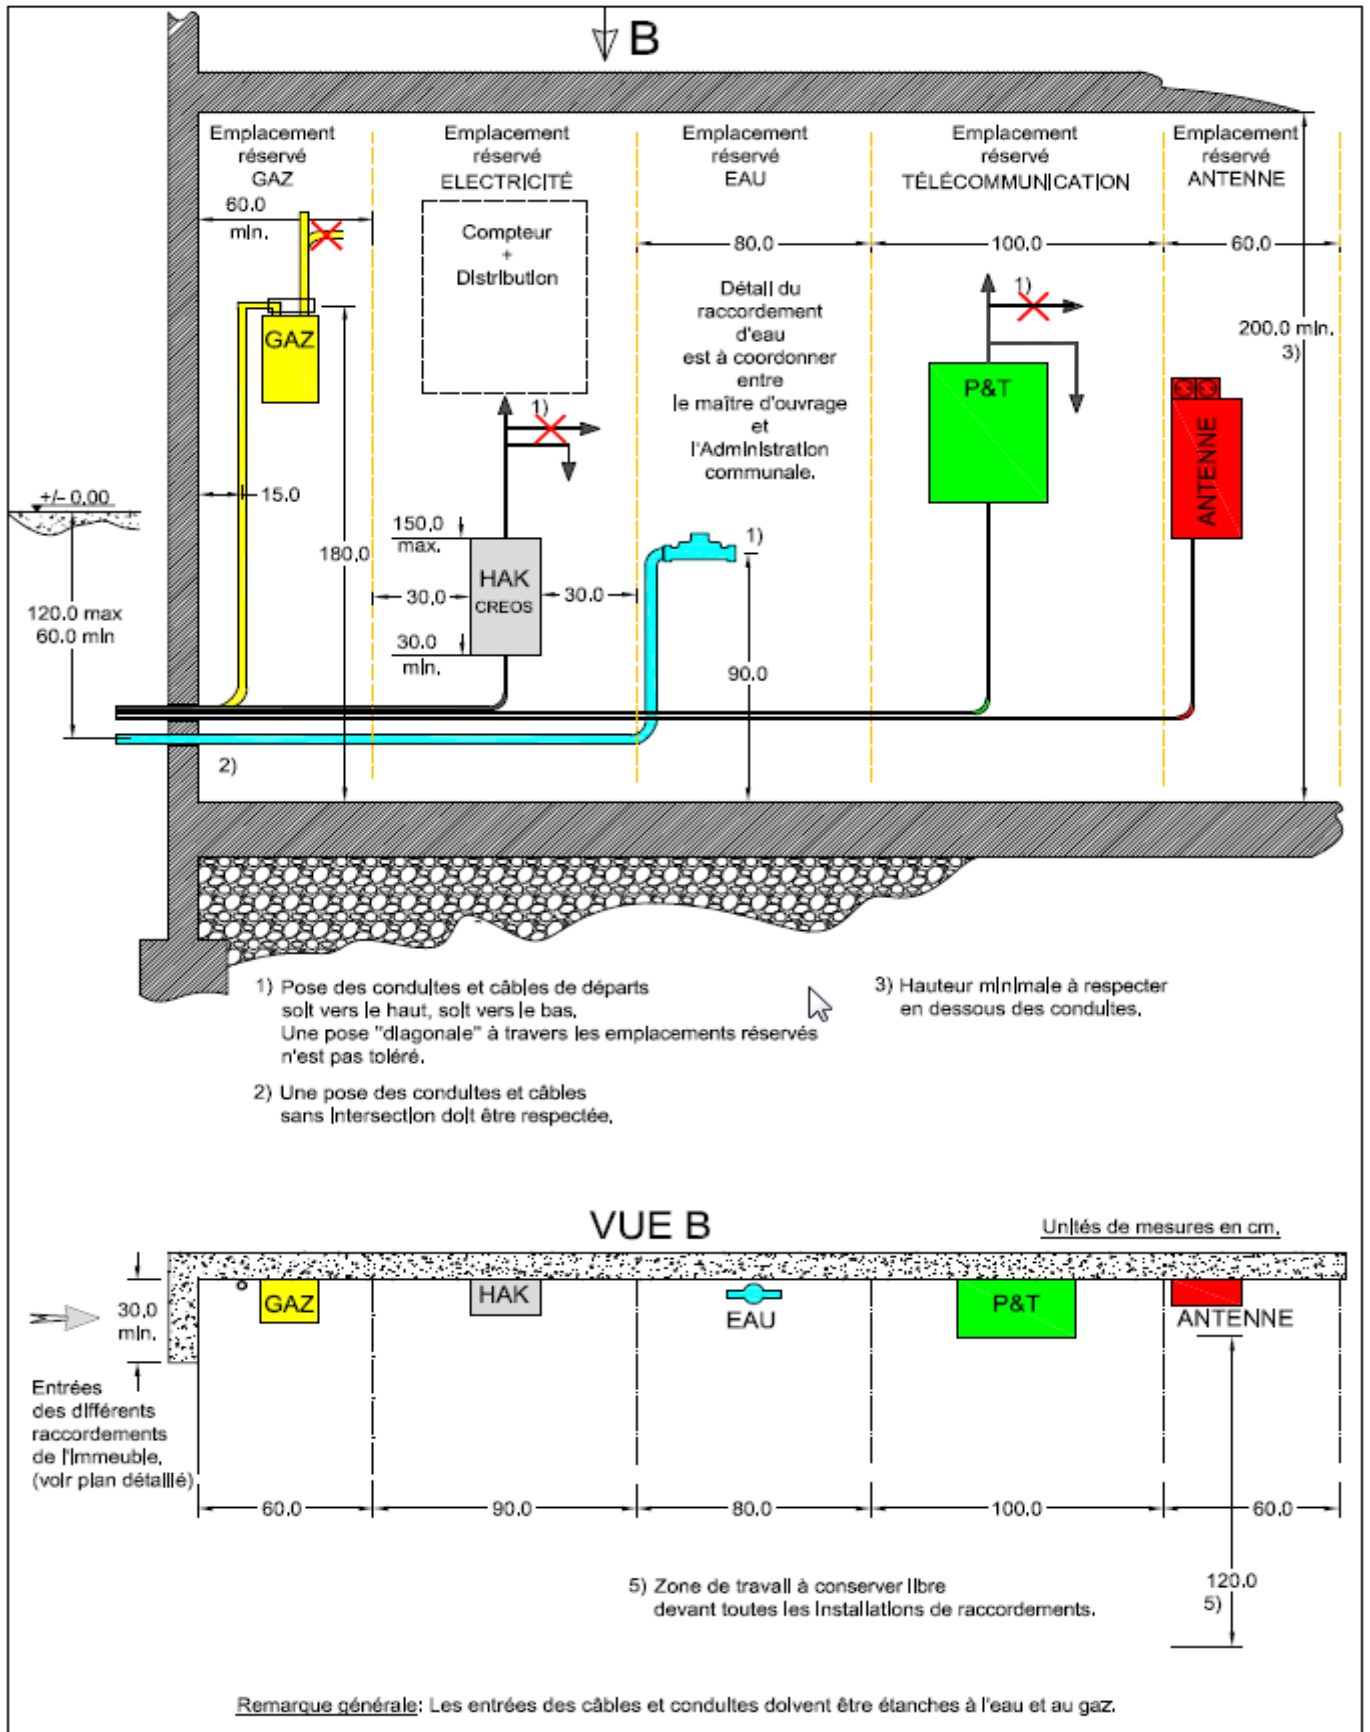 B
Emplacement
réservé
GAZ
Emplacement
réservé
ELECTRICITÉ
Emplacement
réservé
EAU
Emplacement
réservé
TÉLÉCOMMUNICATION
Emplacement
réservé
ANTENNE
60.0
min.
Compteur
+
Distribution
80.0
100.0
60.0
Détail du
raccordement
d'eau
est à coordonner
entre
le maître d'ouvrage
et
l'Administration
communale.
1)
200.0 min.
3)
GAZ
P&T
ANTENNE
1)
+/- 0.00
15.0
180.0
150.0
max.
HAK
CREOS
30.0
30.0
30.0
min.
1)
90.0
120.0 max
60.0 min
2)
1) Pose des conduites et câbles de départs
soit vers le haut, soit vers le bas.
Une pose "diagonale" à travers les emplacements réservés
n'est pas toléré.
2) Une pose des conduites et câbles
sans intersection doit être respectée.
3) Hauteur minimale à respecter
en dessous des conduites.
VUE B
Unités de mesures en cm.
30.0
min.
GAZ
HAK
EAU
P&T
ANTENNE
Entrées
des différents
raccordements
de l'immeuble.
(voir plan détaillé)
60.0
90.0
80.0
100.0
60.0
120.0
5)
5) Zone de travail à conserver libre
devant toutes les installations de raccordements.
Remarque générale: Les entrées des câbles et conduites doivent être étanches à l'eau et au gaz.